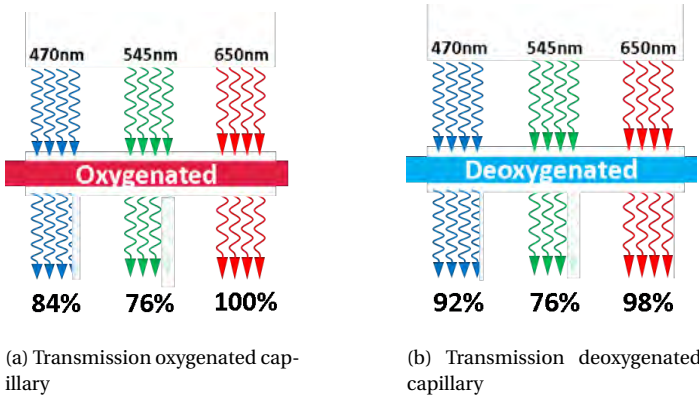 470nm 545nm 650nm
Oxygenated
84% 76% 100%
(a) Transmission oxygenated cap-
illary
470nm 545nm 650nm
Deoxygenated
92% 76% 98%
(b) Transmission deoxygenated
capillary